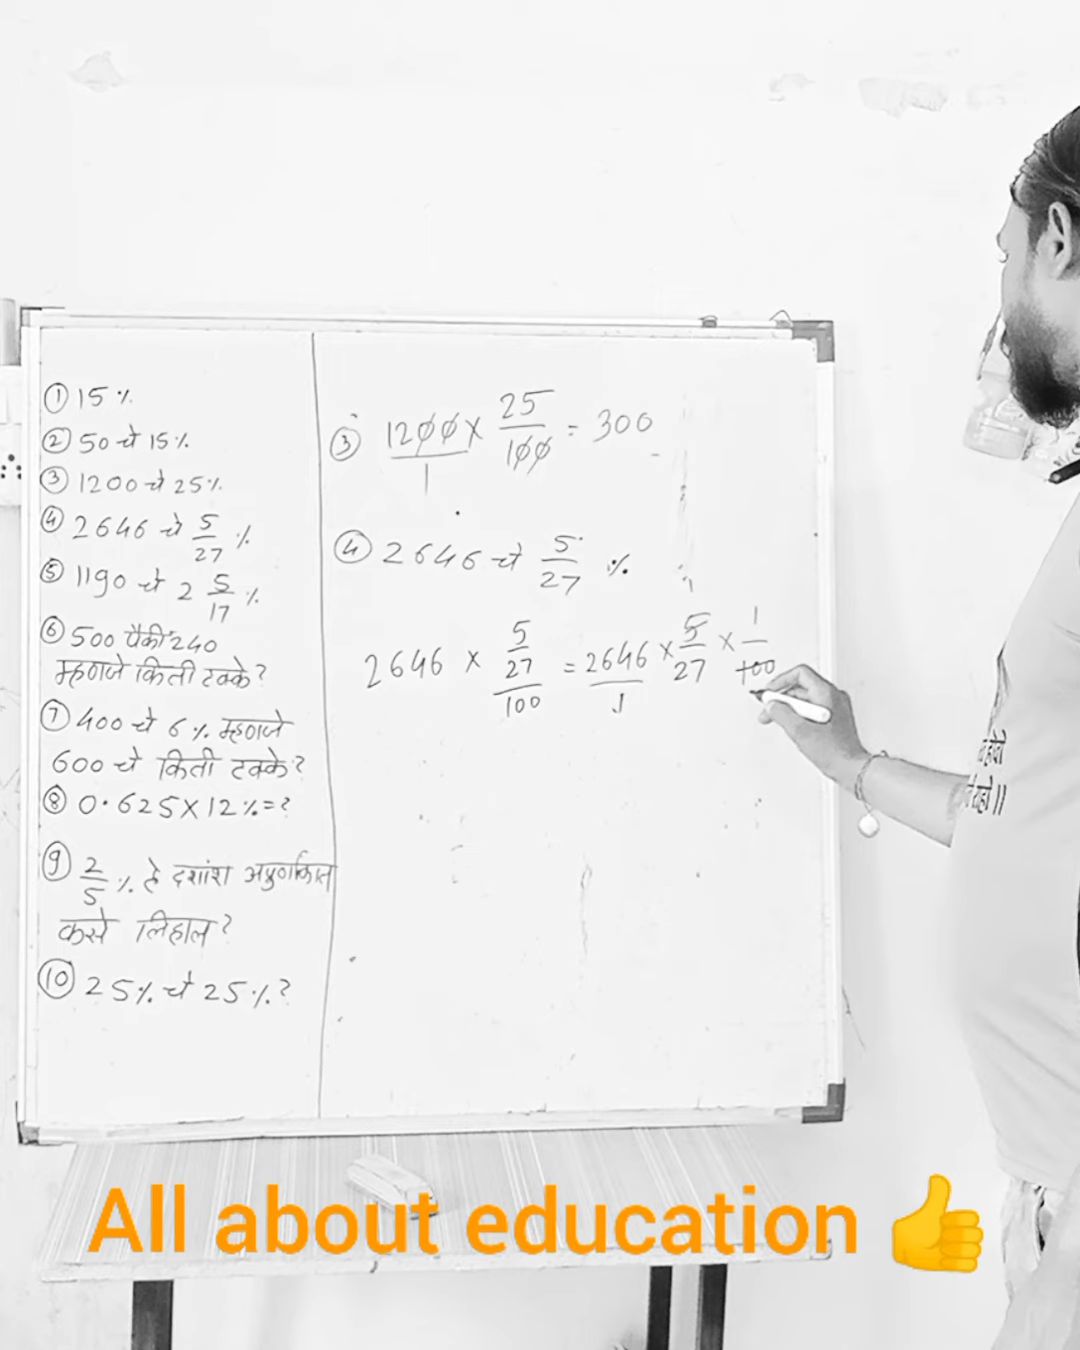 ① 15 %
② 50 चे 15%
③ 1200 चे 25%
④ 2646 चे 5/27 %
⑤ 1190 चे 2 5/17 %
⑥ 500 पैकी 240
म्हणजे किती टक्के?
⑦ 400 चे 6% म्हणजे
600 चे किती टक्के?
⑧ 0.625 X 12% = ?
⑨ 2/5 % हे दशांश अपुर्णांकात
कसे लिहाल?
⑩ 25% चे 25%?
③ 1200/1 X 25/100 = 300
④ 2646 चे 5/27 %
2646 × (5/27)/100 = 2646/1 × 5/27 × 1/100
All about education 👍